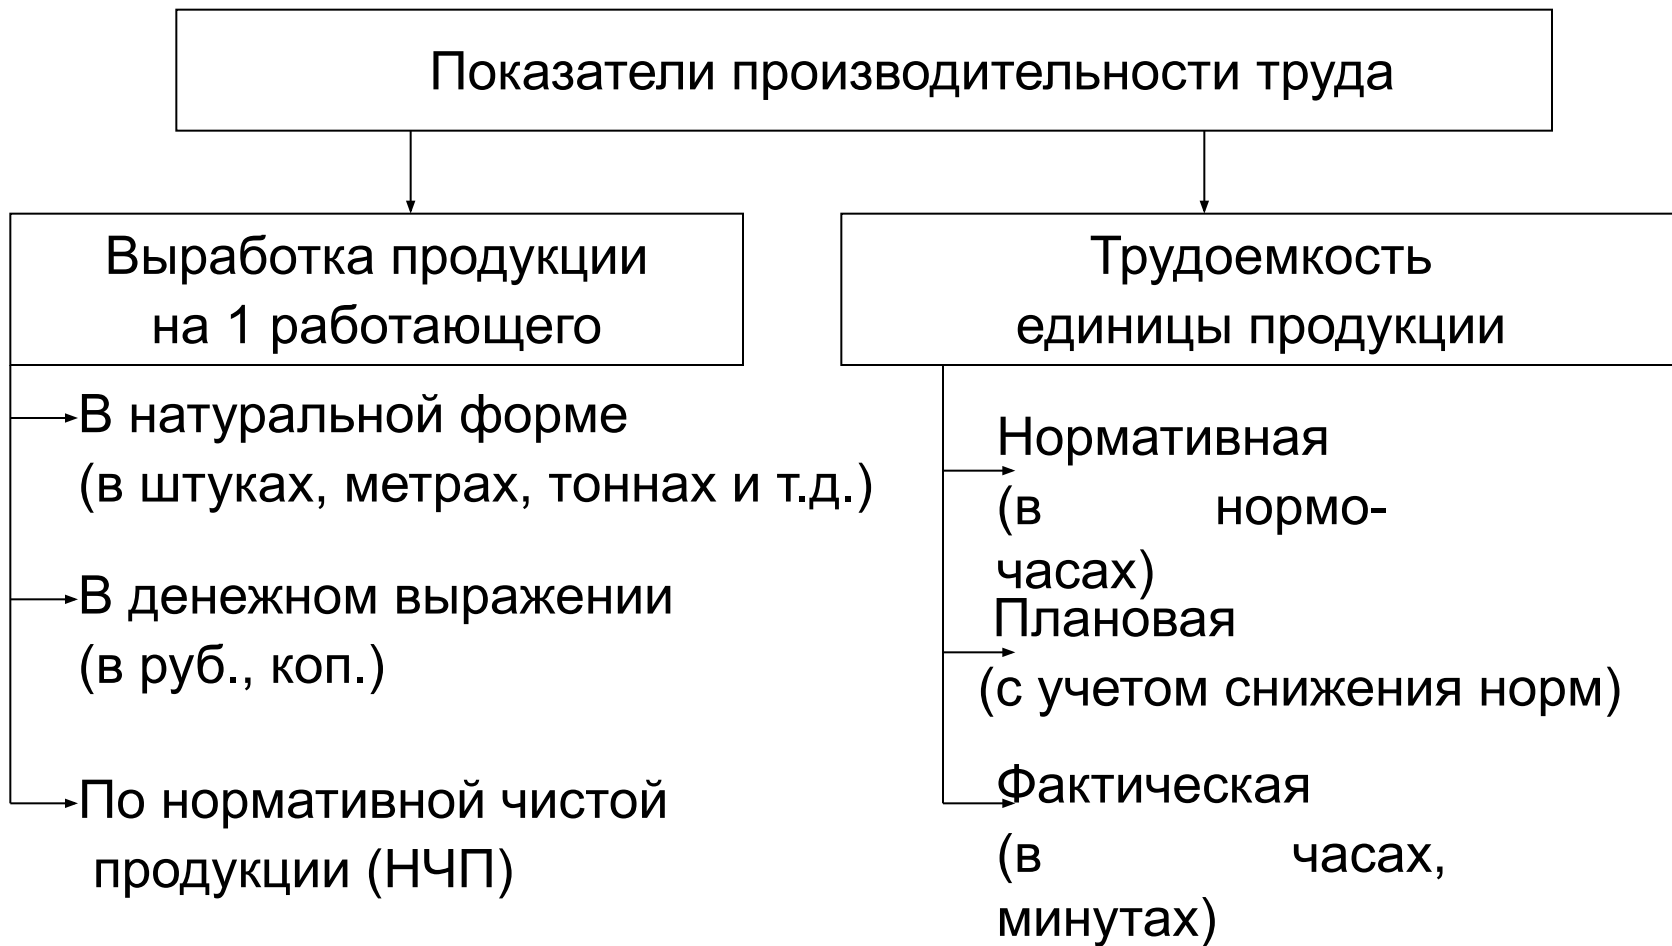 Показатели производительности труда
Выработка продукции
на 1 работающего
В натуральной форме
(в штуках, метрах, тоннах и т.д.)
В денежном выражении
(в руб., коп.)
По нормативной чистой
продукции (НЧП)
Трудоемкость
единицы продукции
Нормативная
(в нормо-
часах)
Плановая
(с учетом снижения норм)
Фактическая
(в часах,
минутах)